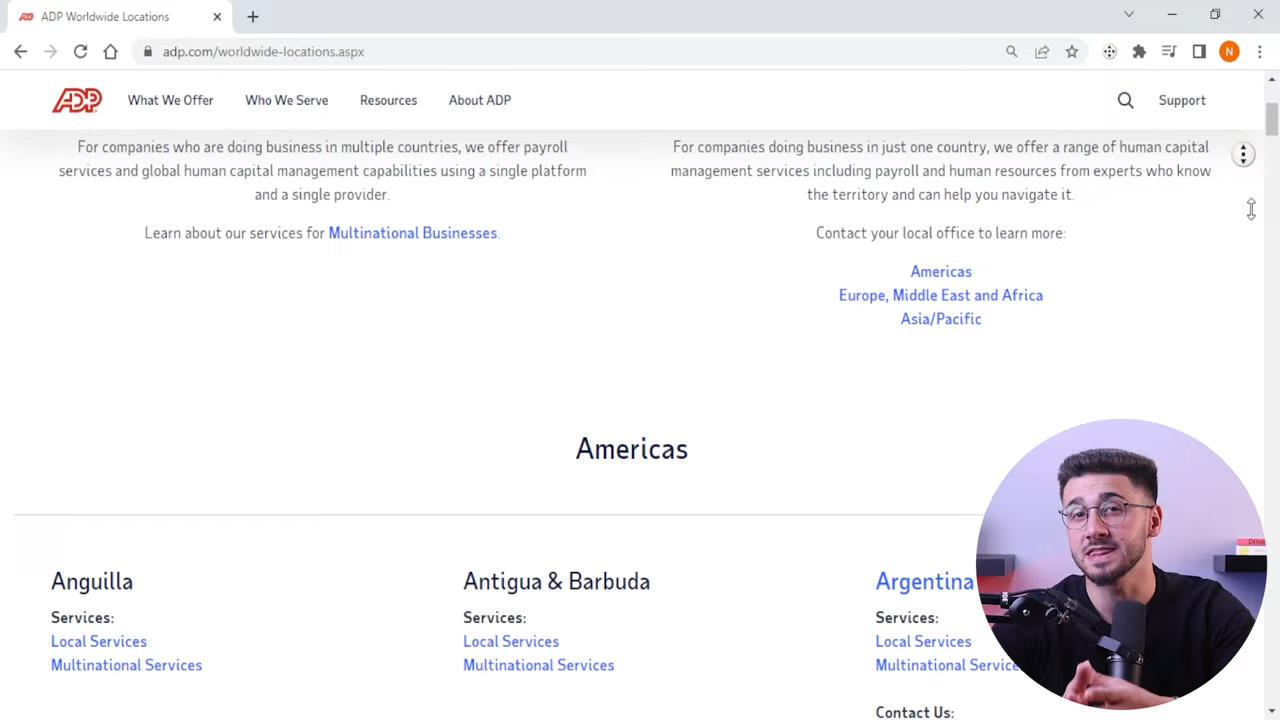 ADP Worldwide Locations
adp.com/worldwide-locations.aspx
N
ADP
What We Offer
Who We Serve
Resources
About ADP
Support
For companies who are doing business in multiple countries, we offer payroll
services and global human capital management capabilities using a single platform
and a single provider.
Learn about our services for Multinational Businesses.
For companies doing business in just one country, we offer a range of human capital
management services including payroll and human resources from experts who know
the territory and can help you navigate it.
Contact your local office to learn more:
Americas
Europe, Middle East and Africa
Asia/Pacific
Americas
Anguilla
Services:
Local Services
Multinational Services
Antigua & Barbuda
Services:
Local Services
Multinational Services
Argentina
Services:
Local Services
Multinational Service
Contact Us:
Drive